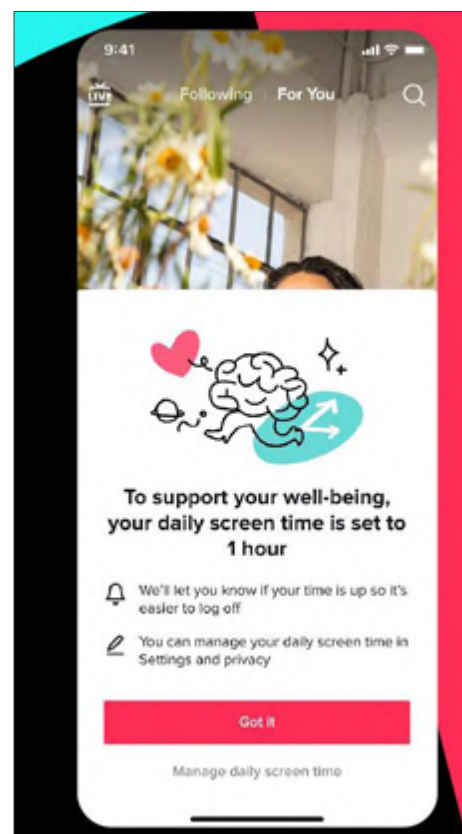 9:41
LIVE
Following
For You
To support your well-being,
your daily screen time is set to
1 hour
We'll let you know if your time is up so it's
easier to log off
You can manage your daily screen time in
Settings and privacy
Got it
Manage daily screen time